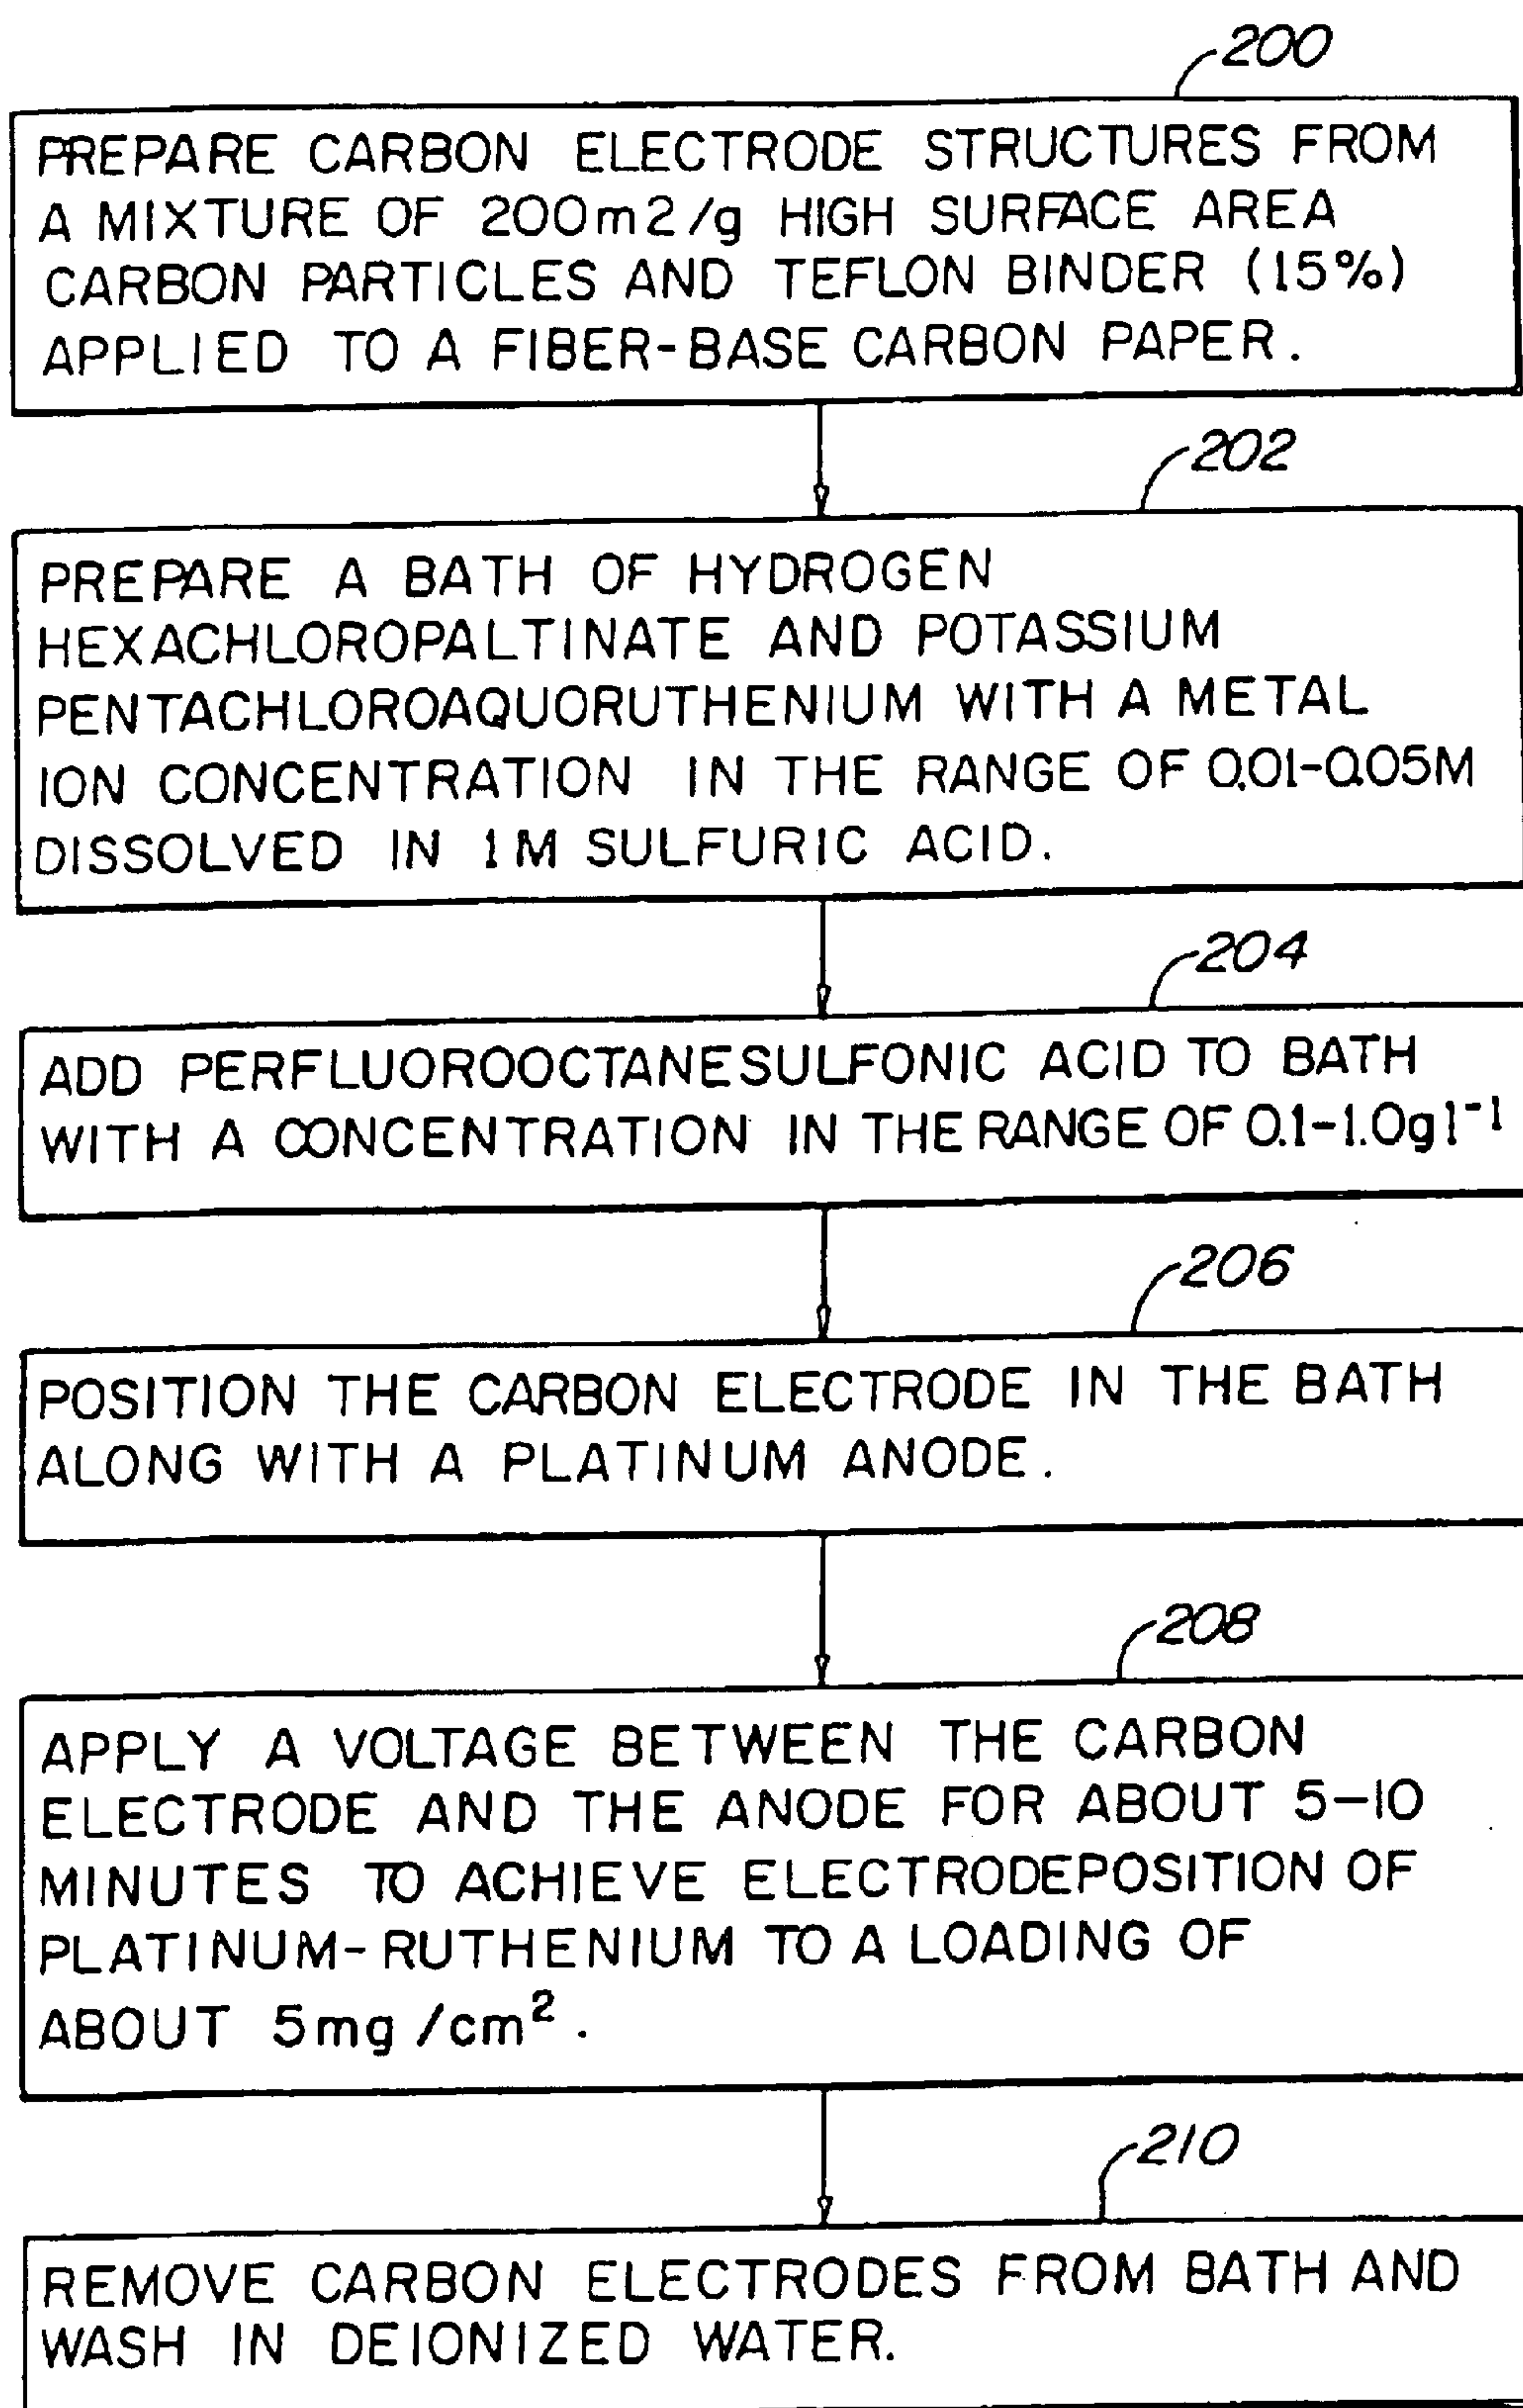 200
PREPARE CARBON ELECTRODE STRUCTURES FROM
A MIXTURE OF 200m2/g HIGH SURFACE AREA
CARBON PARTICLES AND TEFLON BINDER (15%)
APPLIED TO A FIBER-BASE CARBON PAPER.
202
PREPARE A BATH OF HYDROGEN
HEXACHLOROPALTINATE AND POTASSIUM
PENTACHLOROAQUORUTHENIUM WITH A METAL
ION CONCENTRATION IN THE RANGE OF 0.01-0.05M
DISSOLVED IN 1M SULFURIC ACID.
204
ADD PERFLUOROOCTANESULFONIC ACID TO BATH
WITH A CONCENTRATION IN THE RANGE OF 0.1-1.0gl⁻¹
206
POSITION THE CARBON ELECTRODE IN THE BATH
ALONG WITH A PLATINUM ANODE.
208
APPLY A VOLTAGE BETWEEN THE CARBON
ELECTRODE AND THE ANODE FOR ABOUT 5-10
MINUTES TO ACHIEVE ELECTRODEPOSITION OF
PLATINUM-RUTHENIUM TO A LOADING OF
ABOUT 5mg/cm².
210
REMOVE CARBON ELECTRODES FROM BATH AND
WASH IN DEIONIZED WATER.